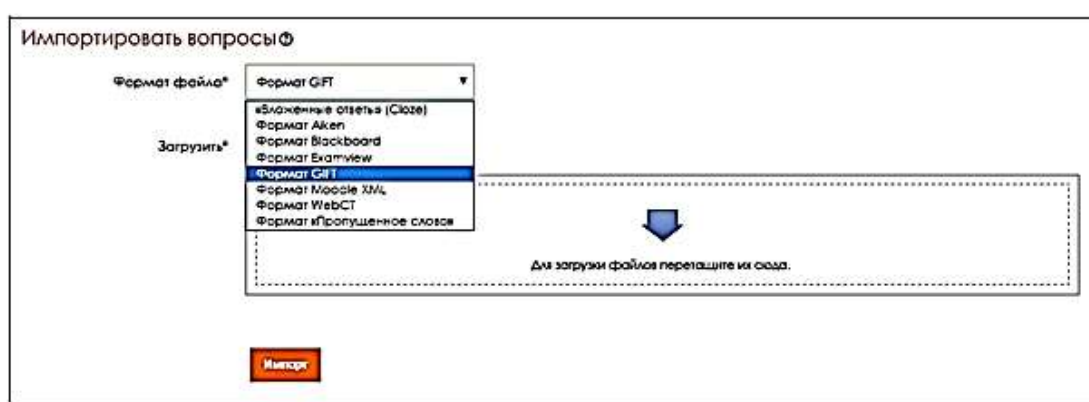 Импортировать вопросы
Формат файла*
Формат GIFT
«Вложенные ответы» (Cloze)
Формат Aiken
Формат Blackboard
Формат Examview
Загрузить*
Формат GIFT
Формат Moodle XML
Формат WebCT
Формат «Пропущенное слово»
Для загрузки файлов перетащите их сюда.
Импорт